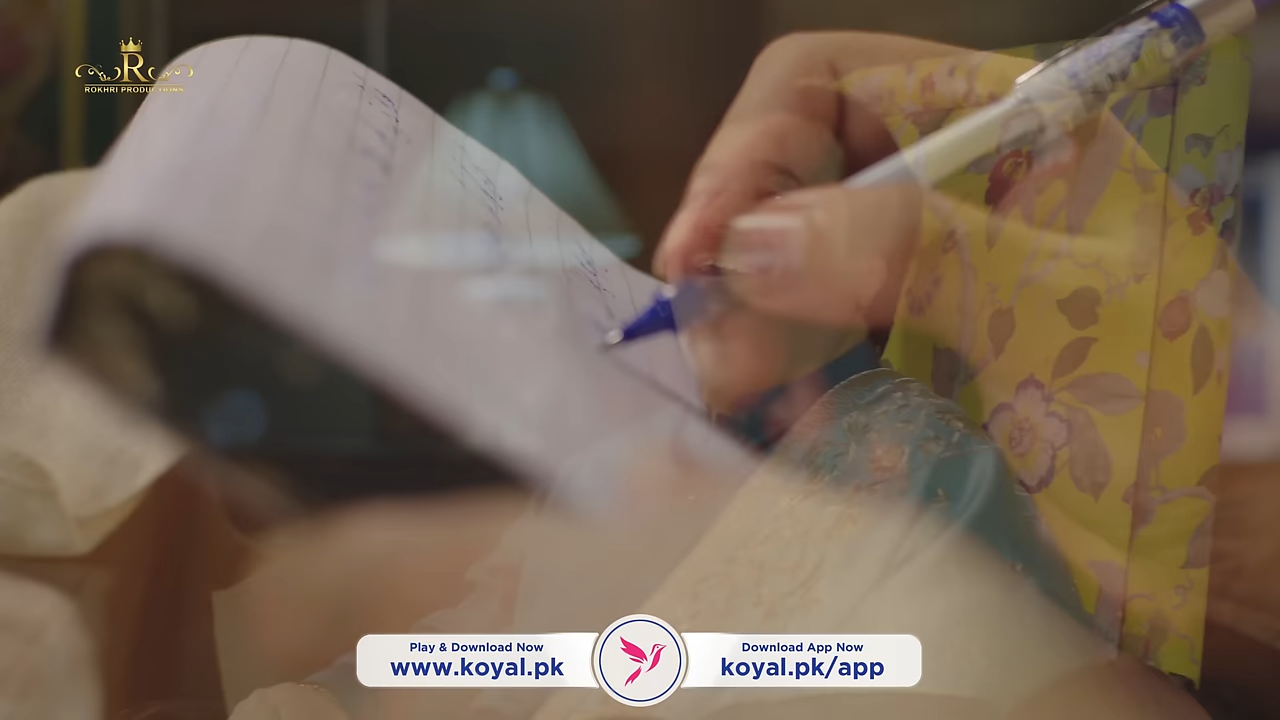 R
ROKHRI PRODUCTIONS
Play & Download Now
www.koyal.pk
Download App Now
koyal.pk/app